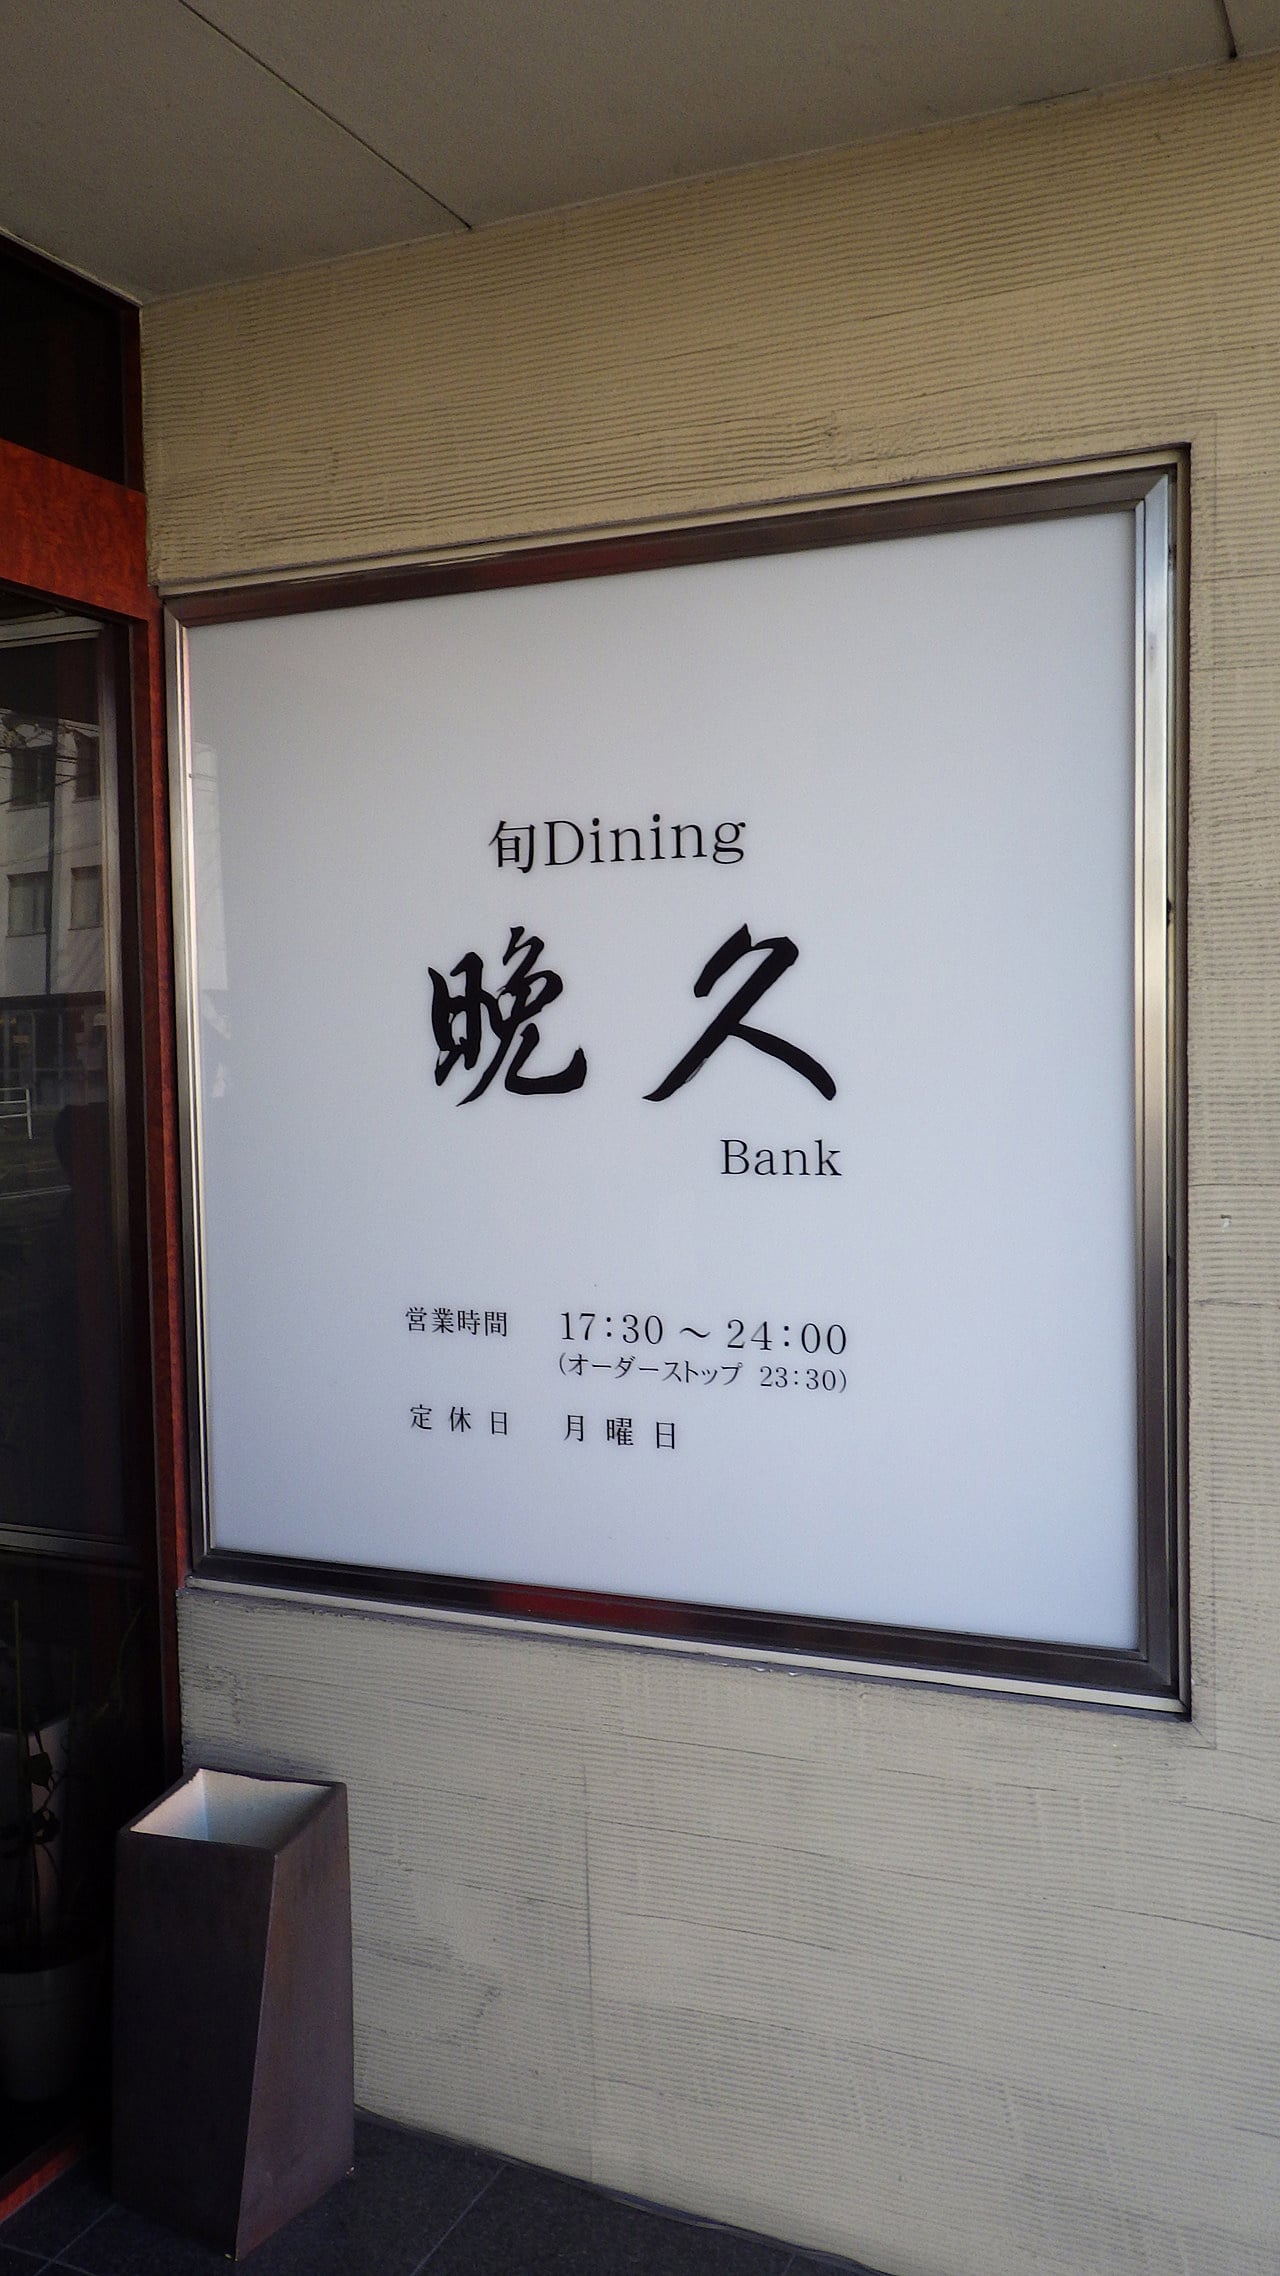 旬Dining
晩久
Bank
営業時間 17:30 〜 24:00
(オーダーストップ 23:30)
定休日 月曜日